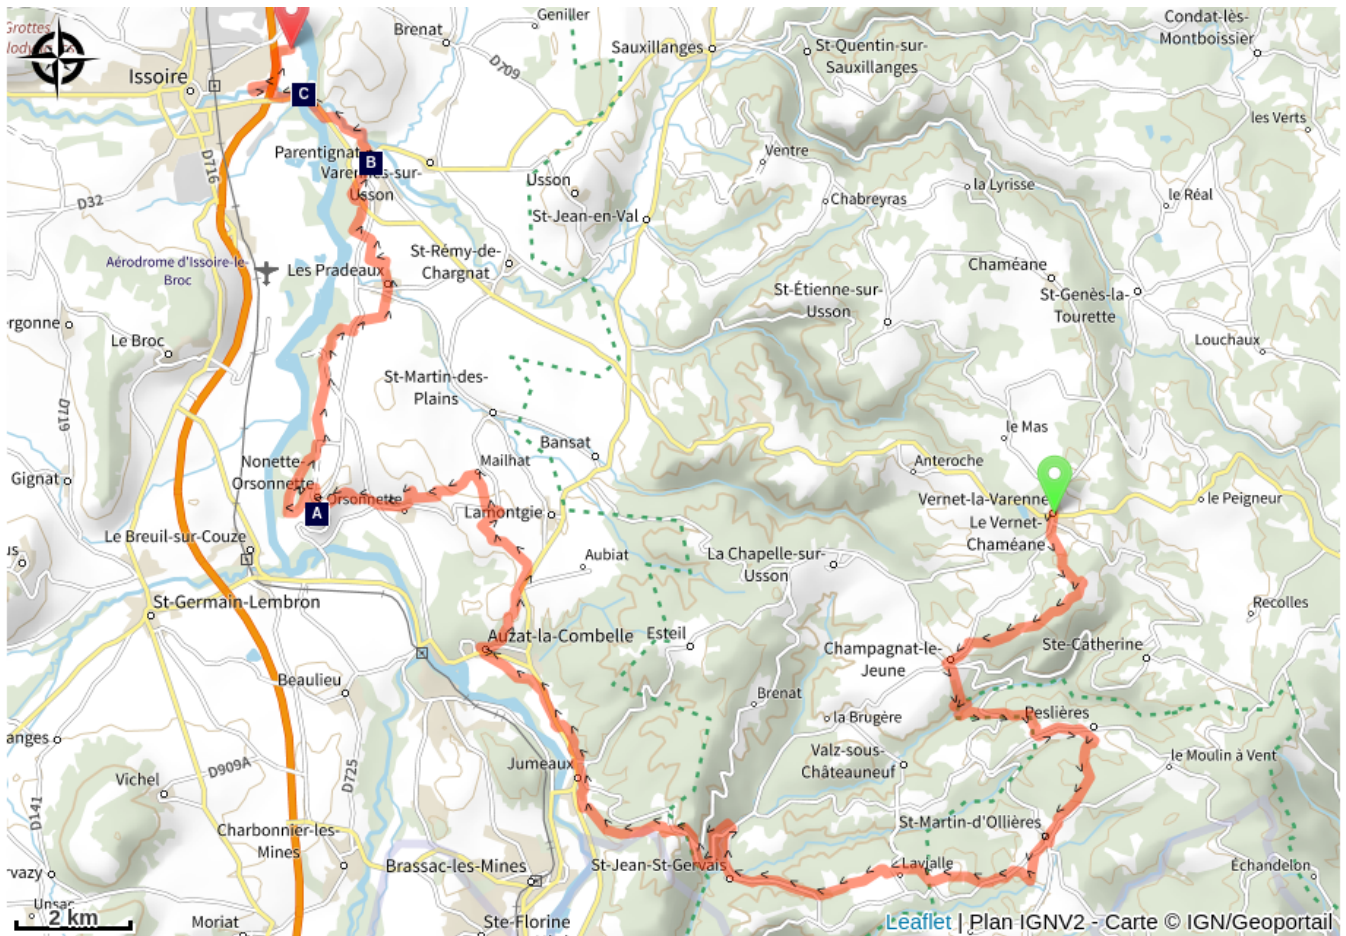 Grottes
Geniller
Brenat
Condat-lès-
Montboissier
Sauxillanges
St-Quentin-sur-
Sauxillanges
Issoire
D709
C
les Verts
Parentignat
B
Ventre
Varennes-sur-
Usson
D716
Usson
la Lyrisse
Chabreyras
le Réal
D32
St-Jean-en-Val
St-Rémy-de-
Chargnat
Aérodrome d'Issoire-le-
Broc
Les Pradeaux
Chaméane
St-Étienne-sur-
Usson
St-Genès-la-
Tourette
ergonne
Le Broc
Louchaux
St-Martin-des-
Plains
D719
le Mas
Bansat
Nonette-
Orsonnette
Mailhat
Anteroche
Gignat
Orsonnette
Vernet-la-Varenne
le Peigneur
A
Lamontgie
Le Vernet-
Chaméane
Le Breuil-sur-Couze
us
Aubiat
La Chapelle-sur-
Usson
St-Germain-Lembron
Recolles
Auzat-la-Combelle
Esteil
Champagnat-le-
Jeune
Ste-Catherine
Beaulieu
Brenat
la Brugère
Peslières
anges
Valz-sous-
Châteauneuf
le Moulin à Vent
Jumeaux
D909A
D725
Vichel
D141
St-Martin-d'Ollières
Charbonnier-les-
Mines
Brassac-les-Mines
St-Jean-St-Gervais
Lavialle
Échandelon
rvazy
Unsac
2 km
Moriat
Ste-Florine
Leaflet | Plan IGNV2 - Carte © IGN/Geoportail